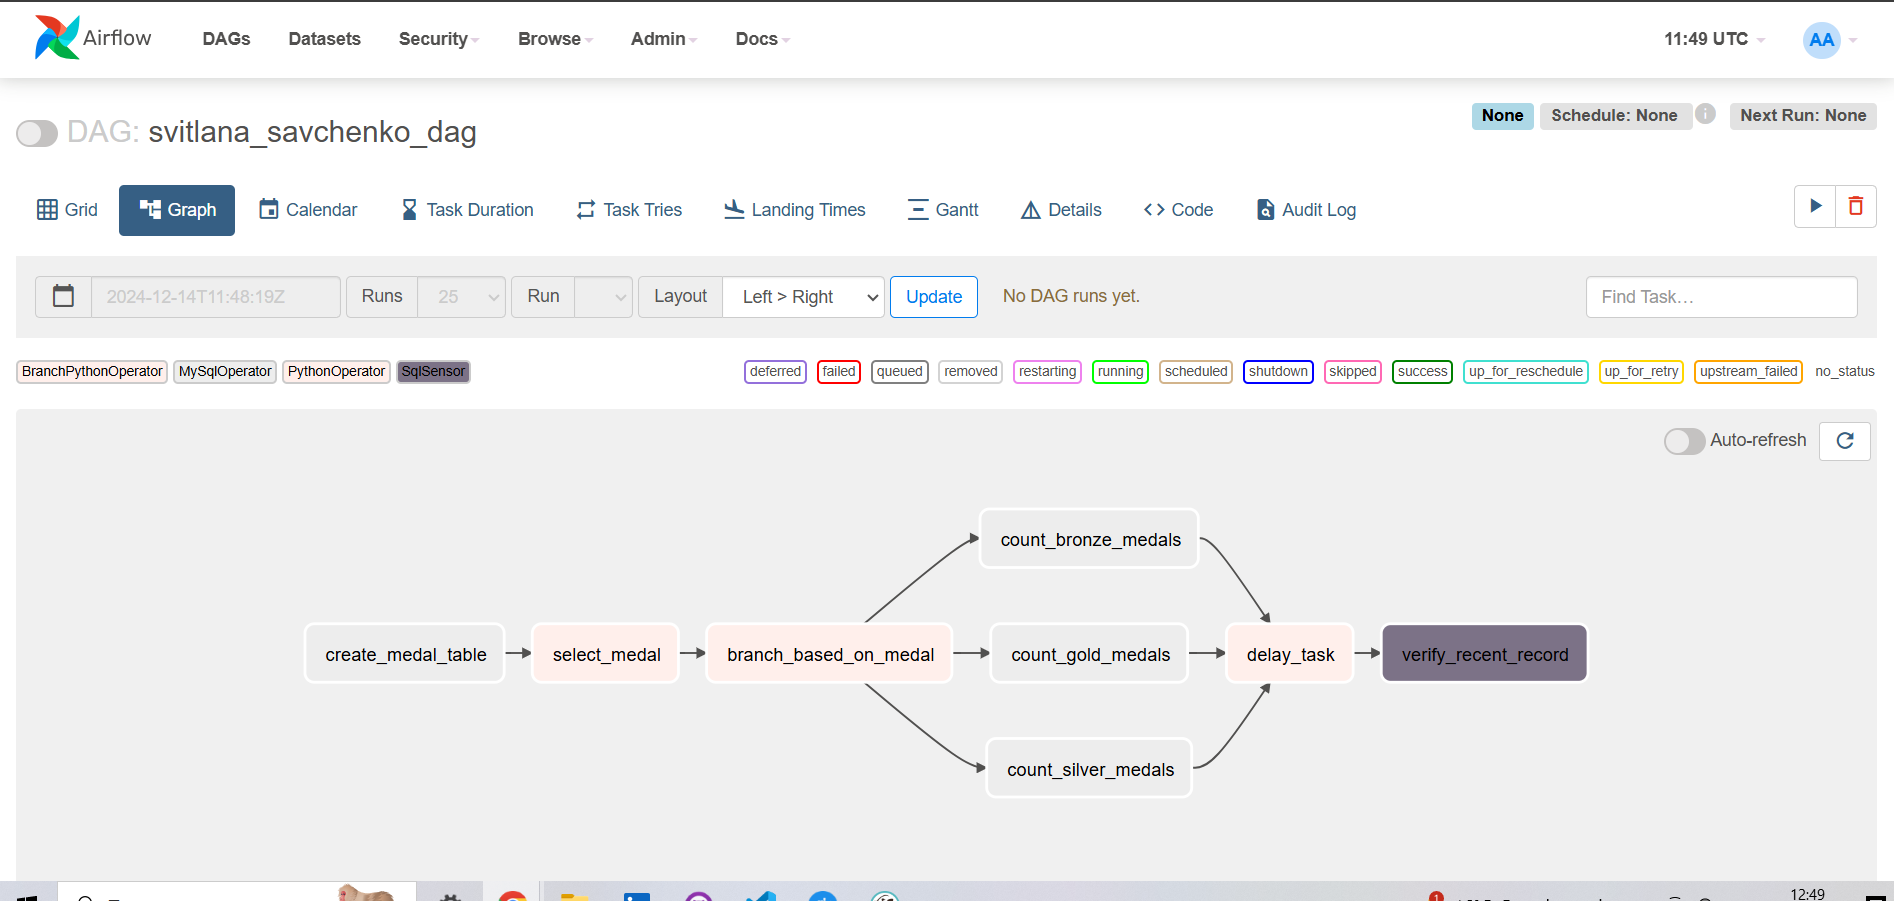 Airflow DAGs Datasets Security Browse Admin Docs 11:49 UTC AA
None Schedule: None i Next Run: None
DAG: svitlana_savchenko_dag
Grid Graph Calendar Task Duration Task Tries Landing Times Gantt Details Code Audit Log
2024-12-14T11:48:19Z Runs 25 Run Layout Left > Right Update No DAG runs yet. Find Task…
BranchPythonOperator MySqlOperator PythonOperator SqlSensor deferred failed queued removed restarting running scheduled shutdown skipped success up_for_reschedule up_for_retry upstream_failed no_status
Auto-refresh
count_bronze_medals
create_medal_table select_medal branch_based_on_medal count_gold_medals delay_task verify_recent_record
count_silver_medals
1 12:49